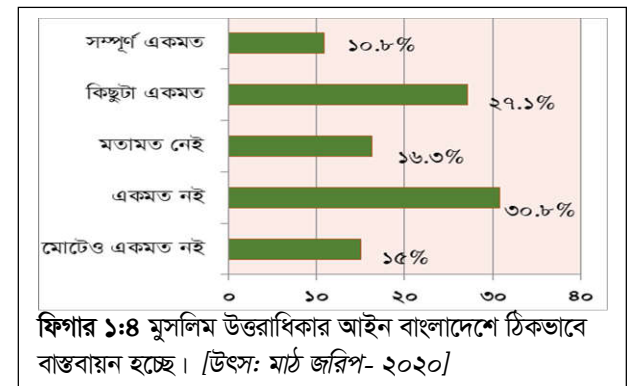 সম্পূর্ণ একমত
১০.৮%
কিছুটা একমত
২৭.১%
মতামত নেই
১৬.৩%
একমত নই
৩০.৮%
মোটেও একমত নই
১৫%
০ ১০ ২০ ৩০ ৪০
ফিগার ১:৪ মুসলিম উত্তরাধিকার আইন বাংলাদেশে ঠিকভাবে
বাস্তবায়ন হচ্ছে। [উৎস: মাঠ জরিপ- ২০২০]